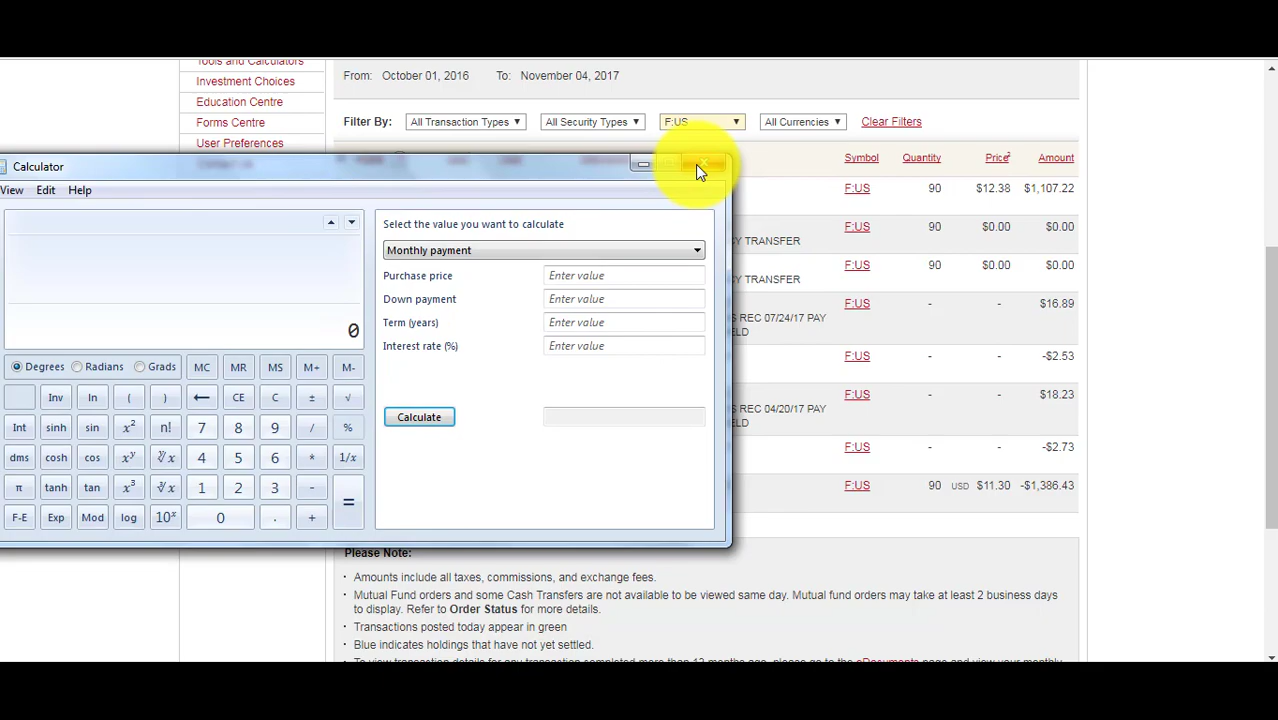 Tools and Calculators
Investment Choices
Education Centre
Forms Centre
User Preferences
From: October 01, 2016 To: November 04, 2017
Filter By: All Transaction Types All Security Types F:US All Currencies Clear Filters
Symbol Quantity Price2 Amount
F:US 90 $12.38 $1,107.22
F:US 90 $0.00 $0.00
Y TRANSFER
F:US 90 $0.00 $0.00
Y TRANSFER
F:US - - $16.89
S REC 07/24/17 PAY
ELD
F:US - - -$2.53
F:US - - $18.23
S REC 04/20/17 PAY
ELD
F:US - - -$2.73
F:US 90 USD $11.30 -$1,386.43
Calculator
View Edit Help
0
Degrees Radians Grads MC MR MS M+ M-
Inv ln ( ) ← CE C ± √
Int sinh sin x² n! 7 8 9 / %
dms cosh cos xʸ ʸ√x 4 5 6 * 1/x
π tanh tan x³ ³√x 1 2 3 - =
F-E Exp Mod log 10ˣ 0 . +
Select the value you want to calculate
Monthly payment
Purchase price Enter value
Down payment Enter value
Term (years) Enter value
Interest rate (%) Enter value
Calculate
Please Note:
· Amounts include all taxes, commissions, and exchange fees.
· Mutual Fund orders and some Cash Transfers are not available to be viewed same day. Mutual fund orders may take at least 2 business days
to display. Refer to Order Status for more details.
· Transactions posted today appear in green
· Blue indicates holdings that have not yet settled.